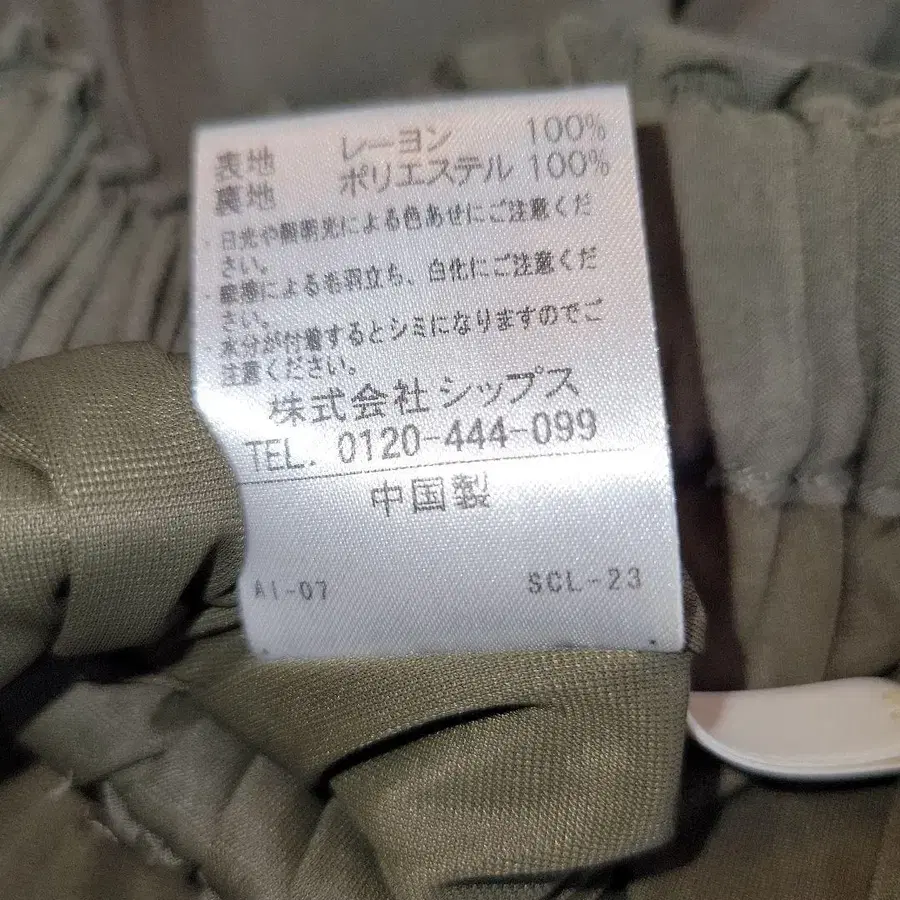 表地 レーヨン 100%
裏地 ポリエステル 100%
・日光や照明光による色あせにご注意くだ
さい。
・摩擦による毛羽立ち、白化にご注意くだ
さい。
水分が付着するとシミになりますのでご
注意ください。
株式会社 シップス
TEL. 0120-444-099
中国製
AI-07 SCL-23